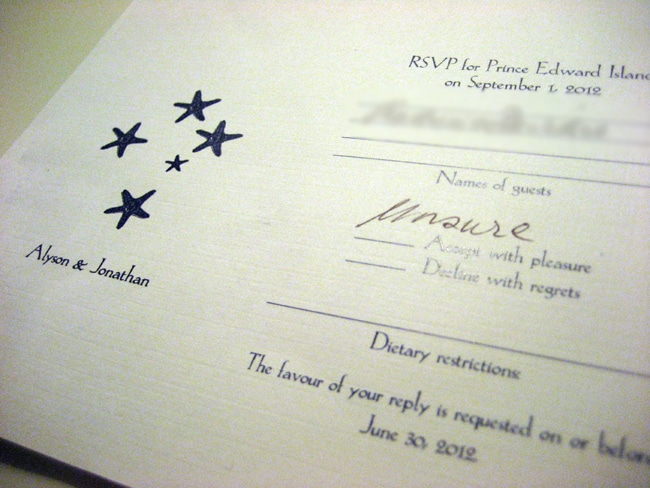 RSVP for Prince Edward Island
on September 1, 2012
Names of guests
unsure
Accept with pleasure
Decline with regrets
Dietary restrictions:
The favour of your reply is requested on or before
June 30, 2012
Alyson & Jonathan